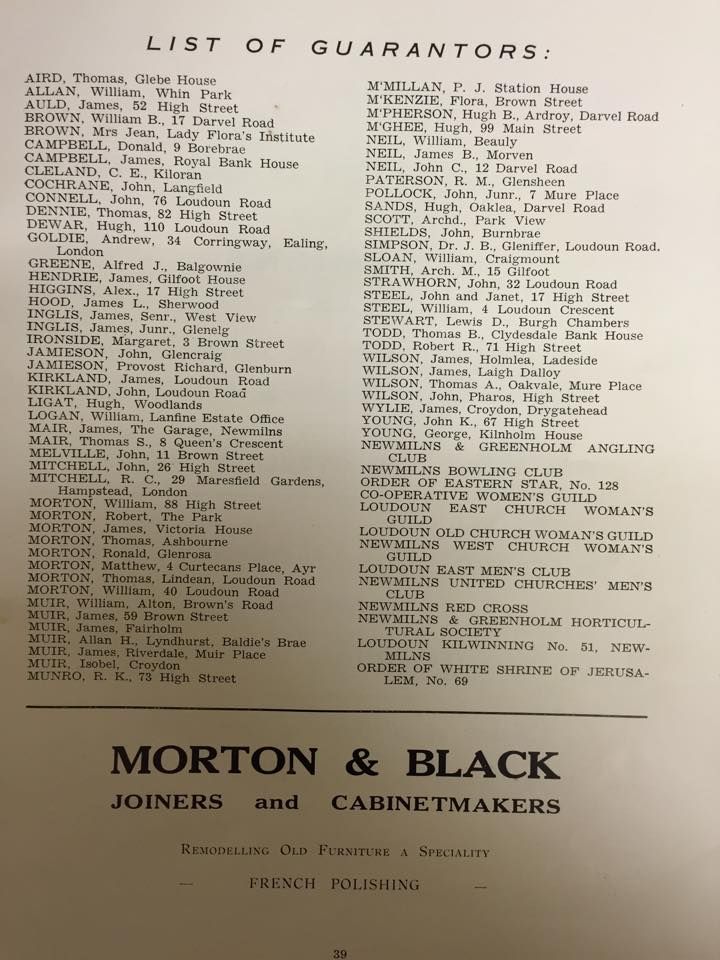 LIST OF GUARANTORS:
AIRD, Thomas, Glebe House
ALLAN, William, Whin Park
AULD, James, 52 High Street
BROWN, William B., 17 Darvel Road
BROWN, Mrs Jean, Lady Flora's Institute
CAMPBELL, Donald, 9 Borebrae
CAMPBELL, James, Royal Bank House
CLELAND, C. E., Kiloran
COCHRANE, John, Langfield
CONNELL, John, 76 Loudoun Road
DENNIE, Thomas, 82 High Street
DEWAR, Hugh, 110 Loudoun Road
GOLDIE, Andrew, 34 Corringway, Ealing,
London
GREENE, Alfred J., Balgownie
HENDRIE, James, Gilfoot House
HIGGINS, Alex., 17 High Street
HOOD, James L., Sherwood
INGLIS, James, Senr., West View
INGLIS, James, Junr., Glenelg
IRONSIDE, Margaret, 3 Brown Street
JAMIESON, John, Glencraig
JAMIESON, Provost Richard, Glenburn
KIRKLAND, James, Loudoun Road
KIRKLAND, John, Loudoun Road
LIGAT, Hugh, Woodlands
LOGAN, William, Lanfine Estate Office
MAIR, James, The Garage, Newmilns
MAIR, Thomas S., 8 Queen's Crescent
MELVILLE, John, 11 Brown Street
MITCHELL, John, 26 High Street
MITCHELL, R. C., 29 Maresfield Gardens,
Hampstead, London
MORTON, William, 88 High Street
MORTON, Robert, The Park
MORTON, James, Victoria House
MORTON, Thomas, Ashbourne
MORTON, Ronald, Glenrosa
MORTON, Matthew, 4 Curtecans Place, Ayr
MORTON, Thomas, Lindean, Loudoun Road
MORTON, William, 40 Loudoun Road
MUIR, William, Alton, Brown's Road
MUIR, James, 59 Brown Street
MUIR, James, Fairholm
MUIR, Allan H., Lyndhurst, Baldie's Brae
MUIR, James, Riverdale, Muir Place
MUIR, Isobel, Croydon
MUNRO, R. K., 73 High Street
M'MILLAN, P. J. Station House
M'KENZIE, Flora, Brown Street
M'PHERSON, Hugh B., Ardroy, Darvel Road
M'GHEE, Hugh, 99 Main Street
NEIL, William, Beauly
NEIL, James B., Morven
NEIL, John C., 12 Darvel Road
PATERSON, R. M., Glensheen
POLLOCK, John, Junr., 7 Mure Place
SANDS, Hugh, Oaklea, Darvel Road
SCOTT, Archd., Park View
SHIELDS, John, Burnbrae
SIMPSON, Dr. J. B., Gleniffer, Loudoun Road.
SLOAN, William, Craigmount
SMITH, Arch. M., 15 Gilfoot
STRAWHORN, John, 32 Loudoun Road
STEEL, John and Janet, 17 High Street
STEEL, William, 4 Loudoun Crescent
STEWART, Lewis D., Burgh Chambers
TODD, Thomas B., Clydesdale Bank House
TODD, Robert R., 71 High Street
WILSON, James, Holmlea, Ladeside
WILSON, James, Laigh Dalloy
WILSON, Thomas A., Oakvale, Mure Place
WILSON, John, Pharos, High Street
WYLIE, James, Croydon, Drygatehead
YOUNG, John K., 67 High Street
YOUNG, George, Kilnholm House
NEWMILNS & GREENHOLM ANGLING
CLUB
NEWMILNS BOWLING CLUB
ORDER OF EASTERN STAR, No. 128
CO-OPERATIVE WOMEN'S GUILD
LOUDOUN EAST CHURCH WOMAN'S
GUILD
LOUDOUN OLD CHURCH WOMAN'S GUILD
NEWMILNS WEST CHURCH WOMAN'S
GUILD
LOUDOUN EAST MEN'S CLUB
NEWMILNS UNITED CHURCHES' MEN'S
CLUB
NEWMILNS RED CROSS
NEWMILNS & GREENHOLM HORTICUL-
TURAL SOCIETY
LOUDOUN KILWINNING No. 51, NEW-
MILNS
ORDER OF WHITE SHRINE OF JERUSA-
LEM, No. 69
MORTON & BLACK
JOINERS and CABINETMAKERS
REMODELLING OLD FURNITURE A SPECIALITY
— FRENCH POLISHING —
39